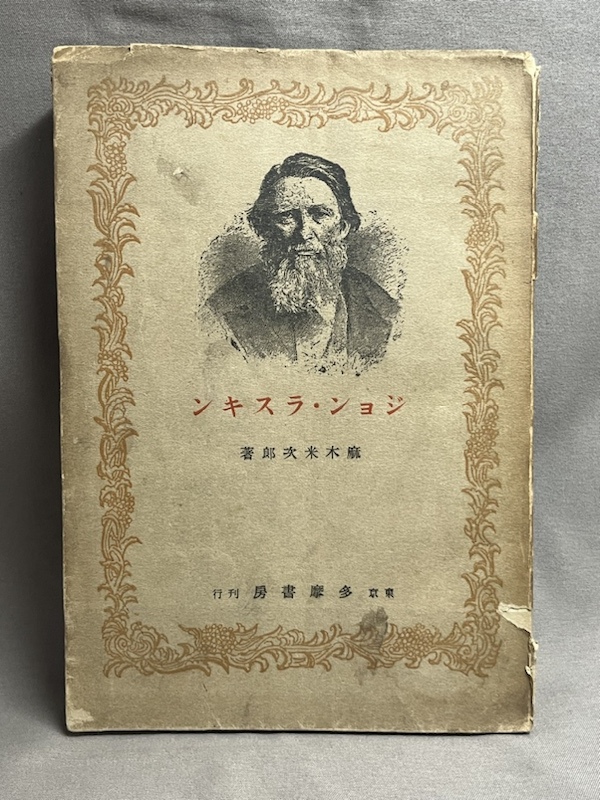 ジョン・ラスキン
麻木米次郎著
東京 多摩書房 刊行